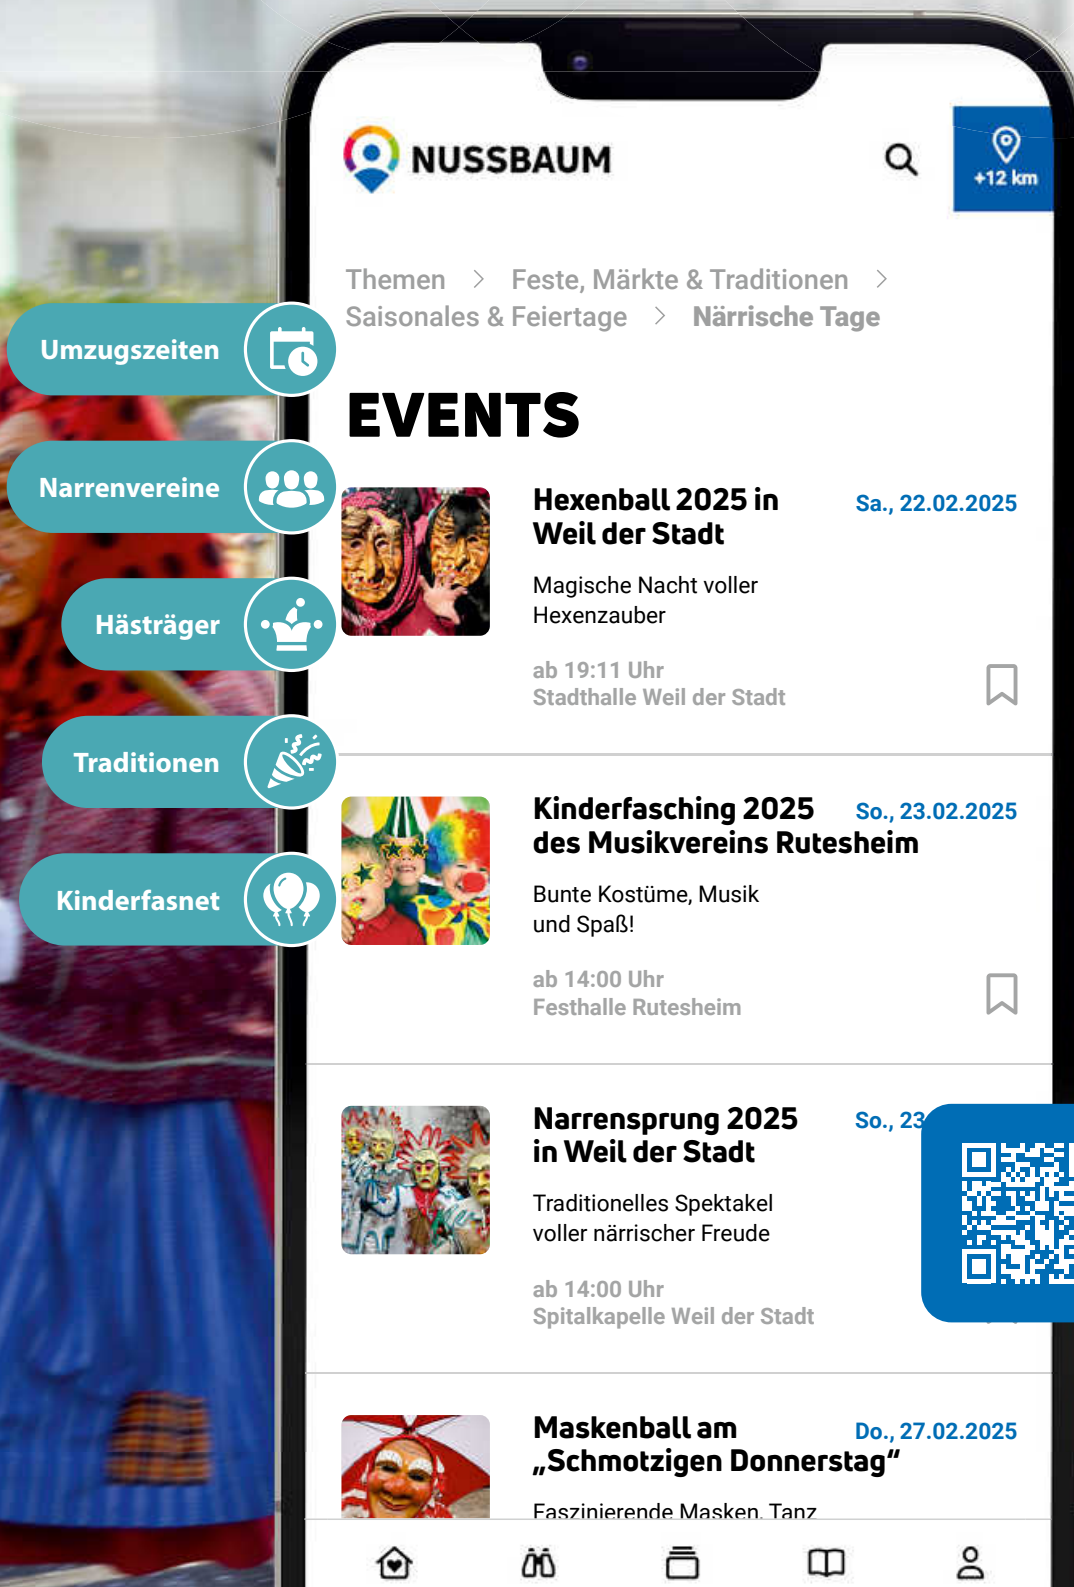 NUSSBAUM
+12 km
Themen > Feste, Märkte & Traditionen >
Saisonales & Feiertage > Närrische Tage
Umzugszeiten
Narrenvereine
Hästräger
Traditionen
Kinderfasnet
EVENTS
Hexenball 2025 in
Weil der Stadt
Sa., 22.02.2025
Magische Nacht voller
Hexenzauber
ab 19:11 Uhr
Stadthalle Weil der Stadt
Kinderfasching 2025
des Musikvereins Rutesheim
So., 23.02.2025
Bunte Kostüme, Musik
und Spaß!
ab 14:00 Uhr
Festhalle Rutesheim
Narrensprung 2025
in Weil der Stadt
So., 23
Traditionelles Spektakel
voller närrischer Freude
ab 14:00 Uhr
Spitalkapelle Weil der Stadt
Maskenball am
„Schmotzigen Donnerstag“
Do., 27.02.2025
Faszinierende Masken, Tanz